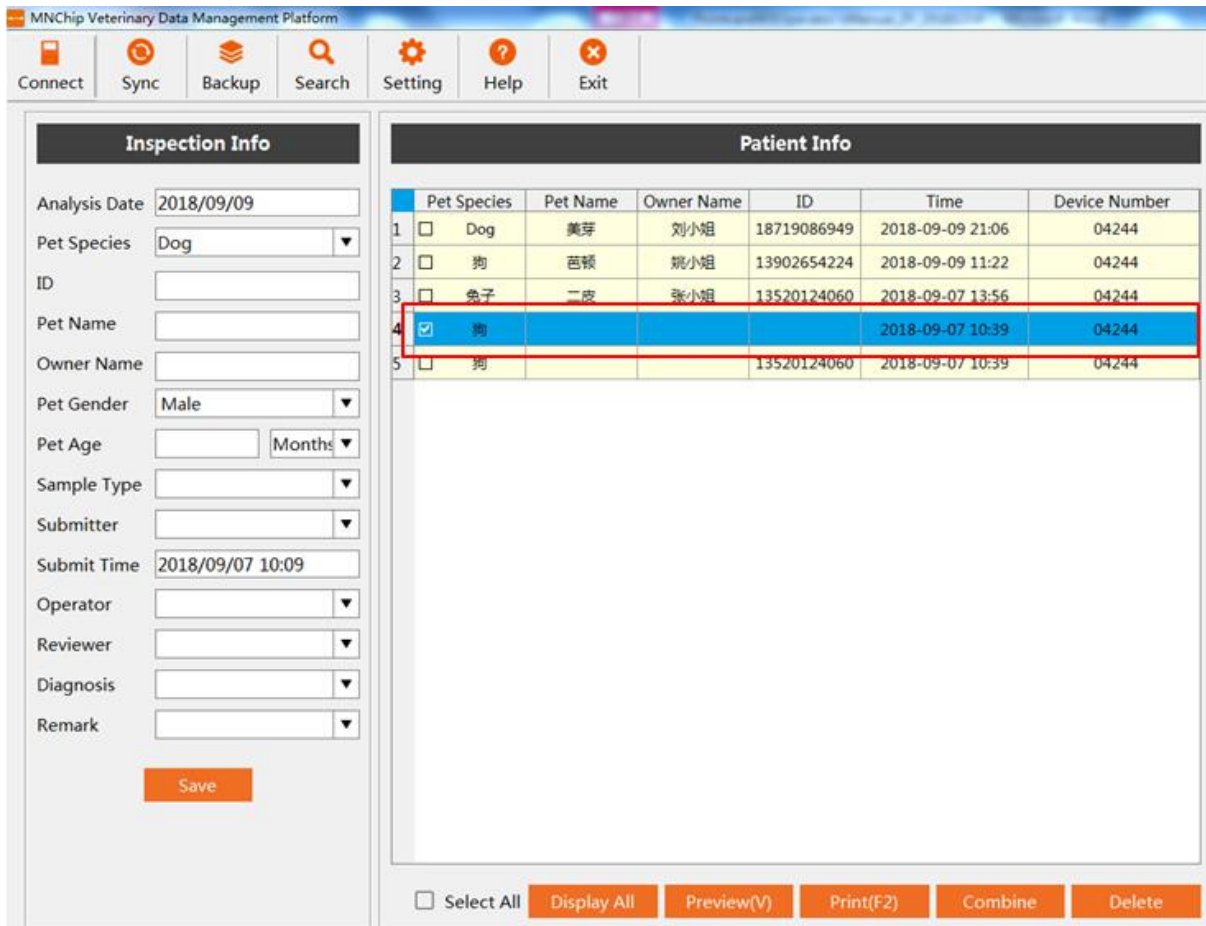 MNChip Veterinary Data Management Platform
Connect Sync Backup Search Setting Help Exit
Inspection Info
Analysis Date 2018/09/09
Pet Species Dog
ID
Pet Name
Owner Name
Pet Gender Male
Pet Age Months
Sample Type
Submitter
Submit Time 2018/09/07 10:09
Operator
Reviewer
Diagnosis
Remark
Save
Patient Info
Pet Species Pet Name Owner Name ID Time Device Number
1 Dog 美芽 刘小姐 18719086949 2018-09-09 21:06 04244
2 狗 芭顿 姚小姐 13902654224 2018-09-09 11:22 04244
3 兔子 二皮 张小姐 13520124060 2018-09-07 13:56 04244
4 狗 2018-09-07 10:39 04244
5 狗 13520124060 2018-09-07 10:39 04244
Select All Display All Preview(V) Print(F2) Combine Delete